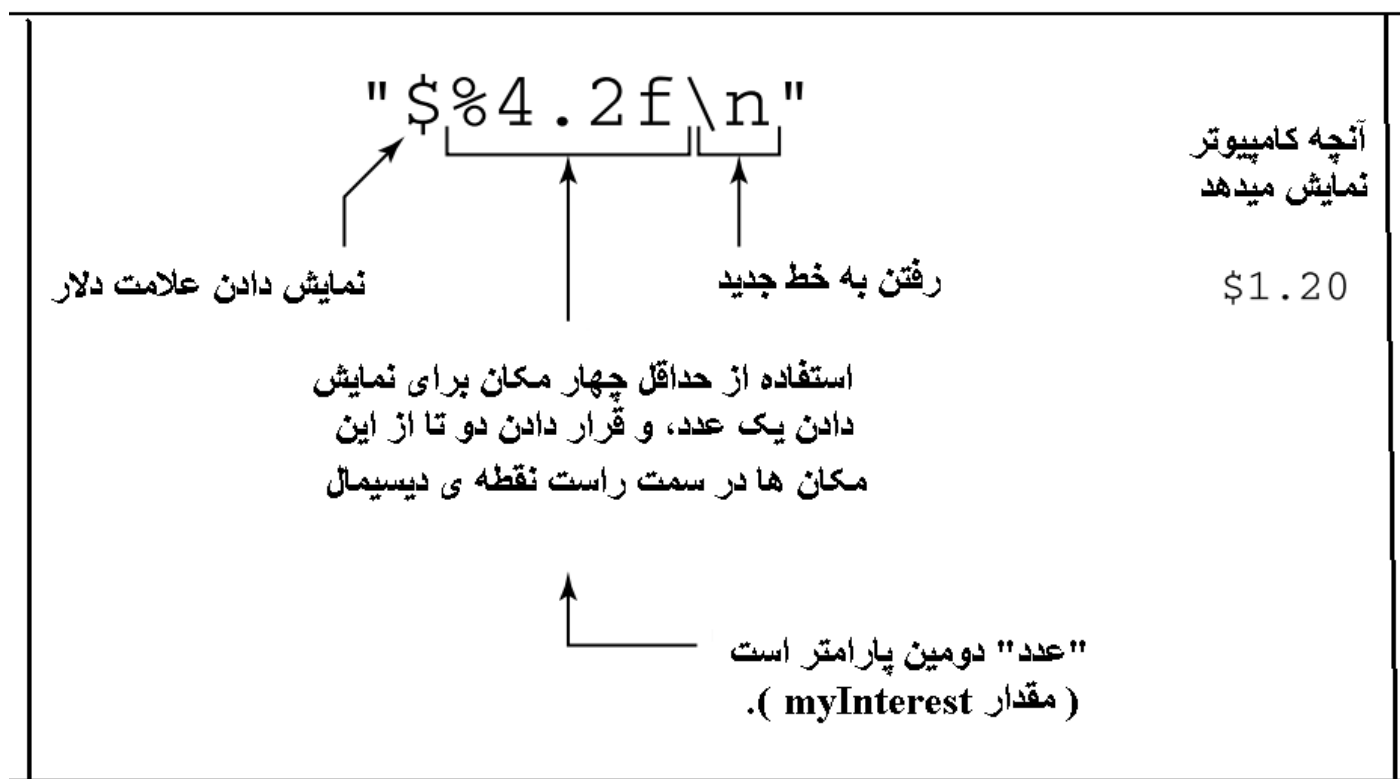 "$%4.2f\n"
آنچه کامپیوتر
نمایش میدهد
نمایش دادن علامت دلار
رفتن به خط جدید
$1.20
استفاده از حداقل چهار مکان برای نمایش
دادن یک عدد، و قرار دادن دو تا از این
مکان ها در سمت راست نقطه ی دیسیمال
"عدد" دومین پارامتر است
( مقدار myInterest ).